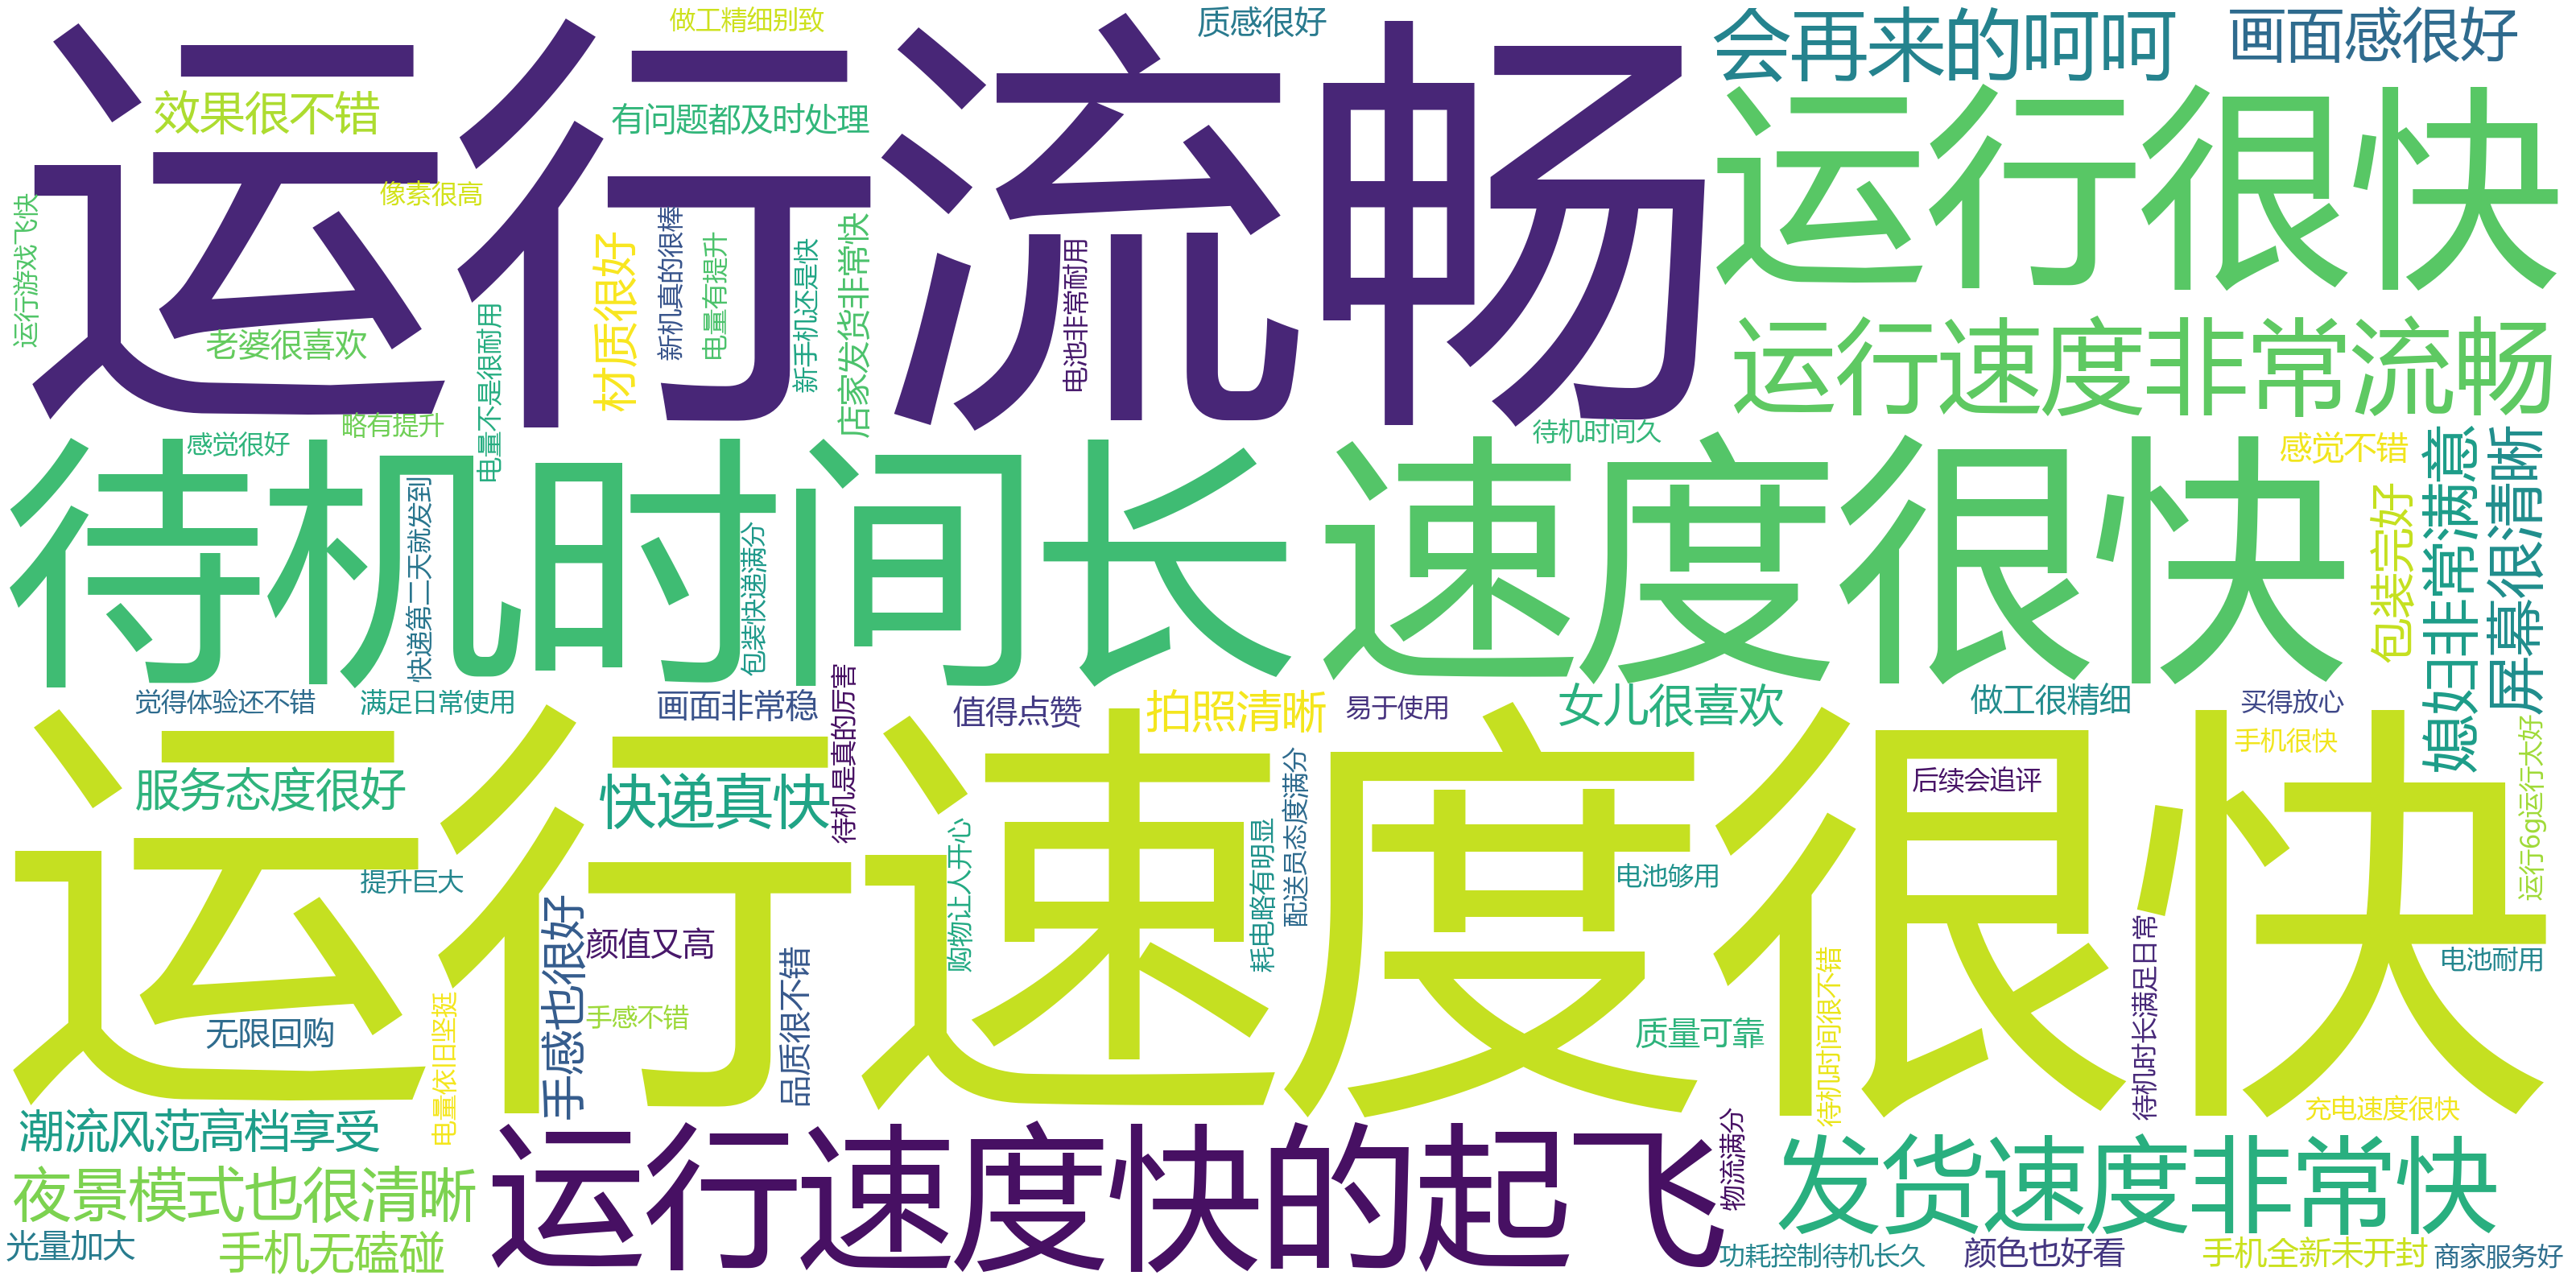 做工精细别致
质感很好
会再来的呵呵
画面感很好
运行流畅
效果很不错
有问题都及时处理
运行很快
像素很高
运行游戏飞快
材质很好
新机真的很棒
电量有提升
新手机还是快
店家发货非常快
电池非常耐用
老婆很喜欢
电量不是很耐用
运行速度非常流畅
略有提升
感觉很好
待机时间久
感觉不错
媳妇非常满意
屏幕很清晰
待机时间长
速度很快
快递第二天就发到
包装快递满分
包装完好
觉得体验还不错
满足日常使用
画面非常稳
待机是真的厉害
值得点赞
拍照清晰
易于使用
女儿很喜欢
做工很精细
买得放心
手机很快
运行6g运行太好
运行速度很快
服务态度很好
快递真快
后续会追评
购物让人开心
耗电略有明显
配送员态度满分
电池够用
提升巨大
手感也很好
颜值又高
品质很不错
手感不错
无限回购
电量依旧坚挺
质量可靠
待机时间很不错
待机时长满足日常
电池耐用
充电速度很快
潮流风范高档享受
夜景模式也很清晰
运行速度快的起飞
物流满分
发货速度非常快
光量加大
手机无磕碰
功耗控制待机长久
颜色也好看
手机全新未开封
商家服务好